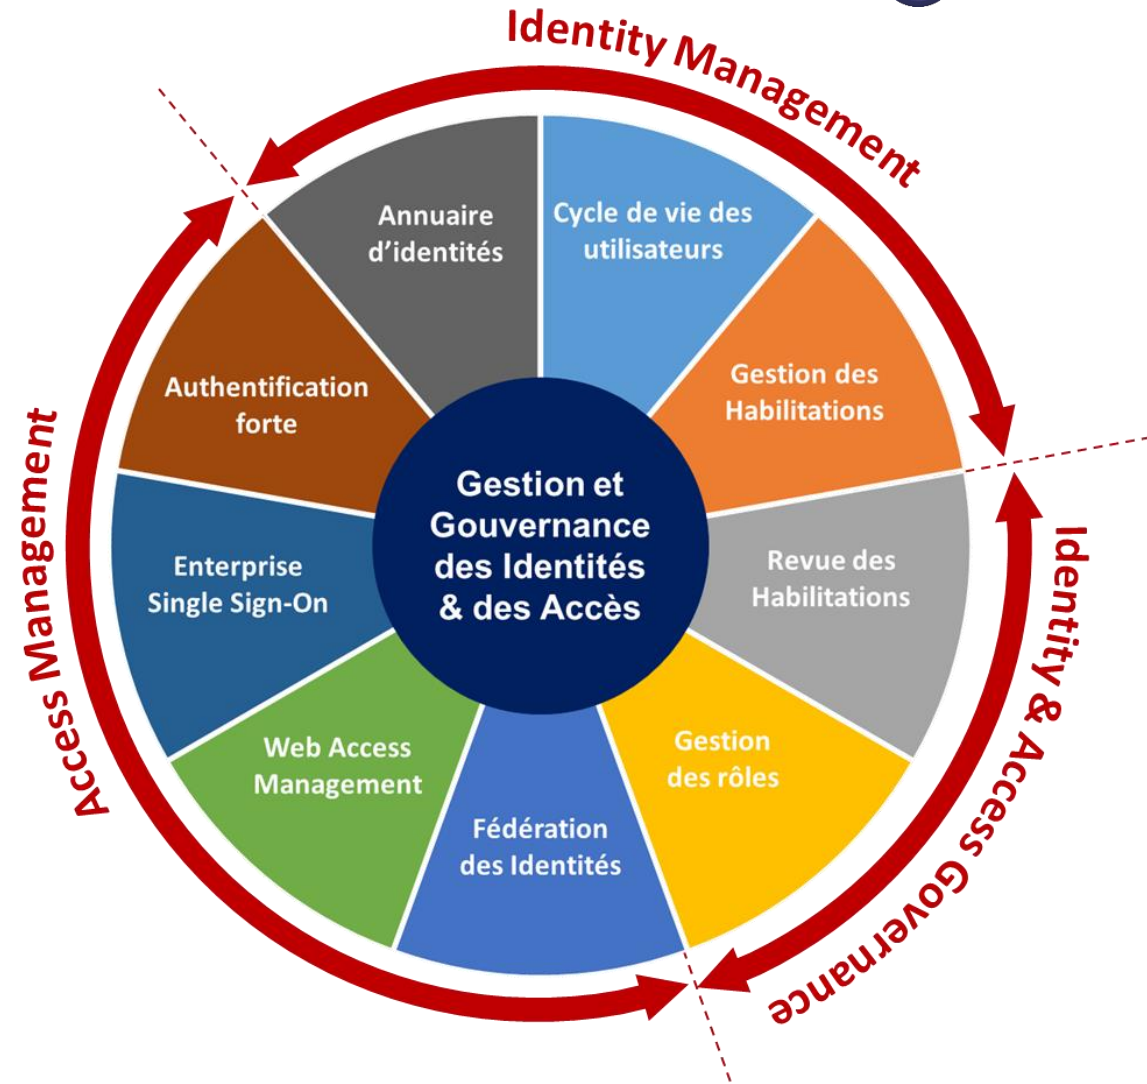 Identity Management
Annuaire
d’identités
Cycle de vie des
utilisateurs
Gestion des
Habilitations
Authentification
forte
Gestion et
Gouvernance
des Identités
& des Accès
Revue des
Habilitations
Enterprise
Single Sign-On
Gestion
des rôles
Web Access
Management
Fédération
des Identités
Access Management
Identity & Access Governance